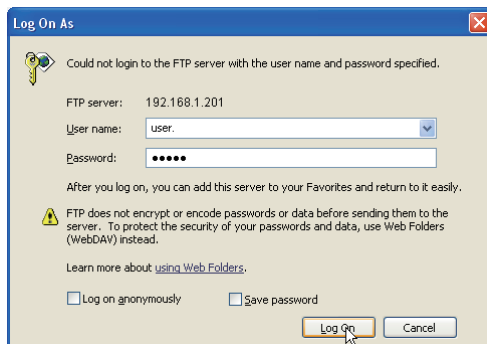 Log On As
Could not login to the FTP server with the user name and password specified.
FTP server: 192.168.1.201
User name: user.
Password: •••••
After you log on, you can add this server to your Favorites and return to it easily.
FTP does not encrypt or encode passwords or data before sending them to the
server. To protect the security of your passwords and data, use Web Folders
(WebDAV) instead.
Learn more about using Web Folders.
Log on anonymously Save password
Log On Cancel